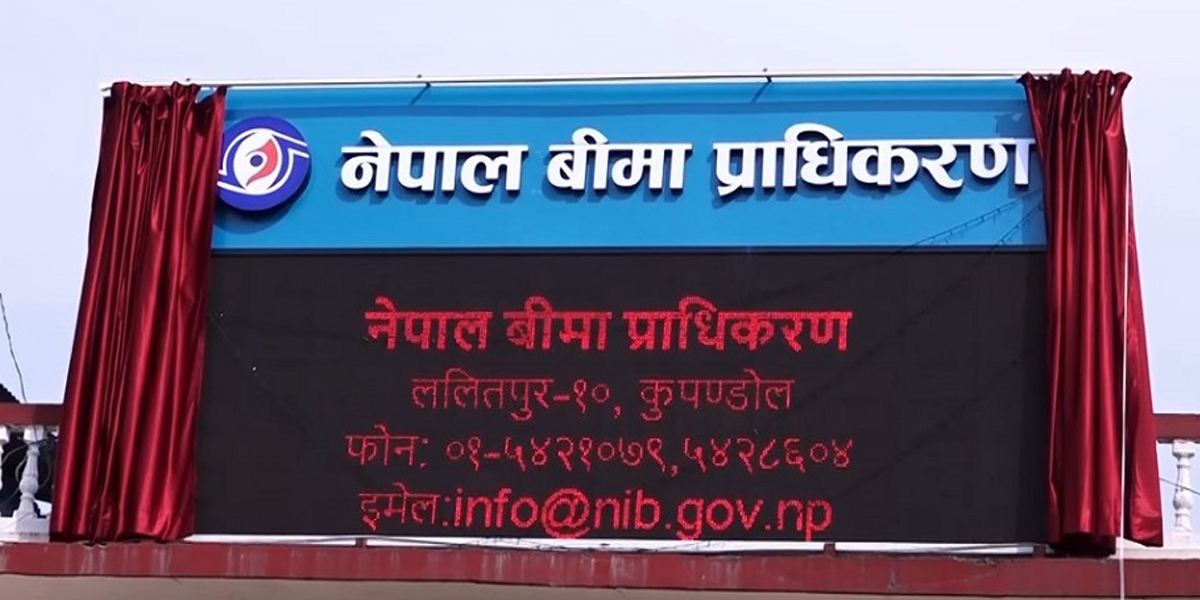 नेपाल बीमा प्राधिकरण
नेपाल बीमा प्राधिकरण
ललितपुर-१०, कुपण्डोल
फोन: ०१-५४२१०७९,५४२८६०४
इमेल:info@nib.gov.np